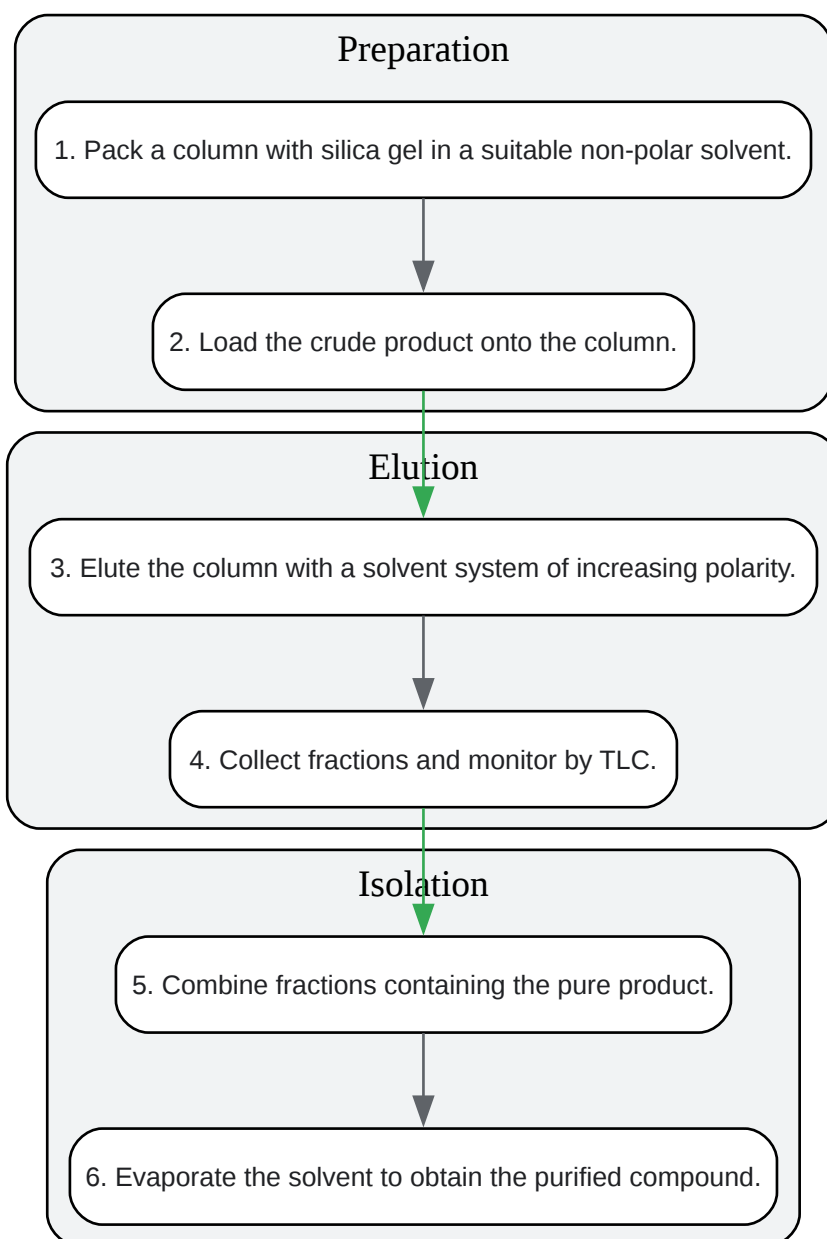 Preparation
1. Pack a column with silica gel in a suitable non-polar solvent.
2. Load the crude product onto the column.
Elution
3. Elute the column with a solvent system of increasing polarity.
4. Collect fractions and monitor by TLC.
Isolation
5. Combine fractions containing the pure product.
6. Evaporate the solvent to obtain the purified compound.